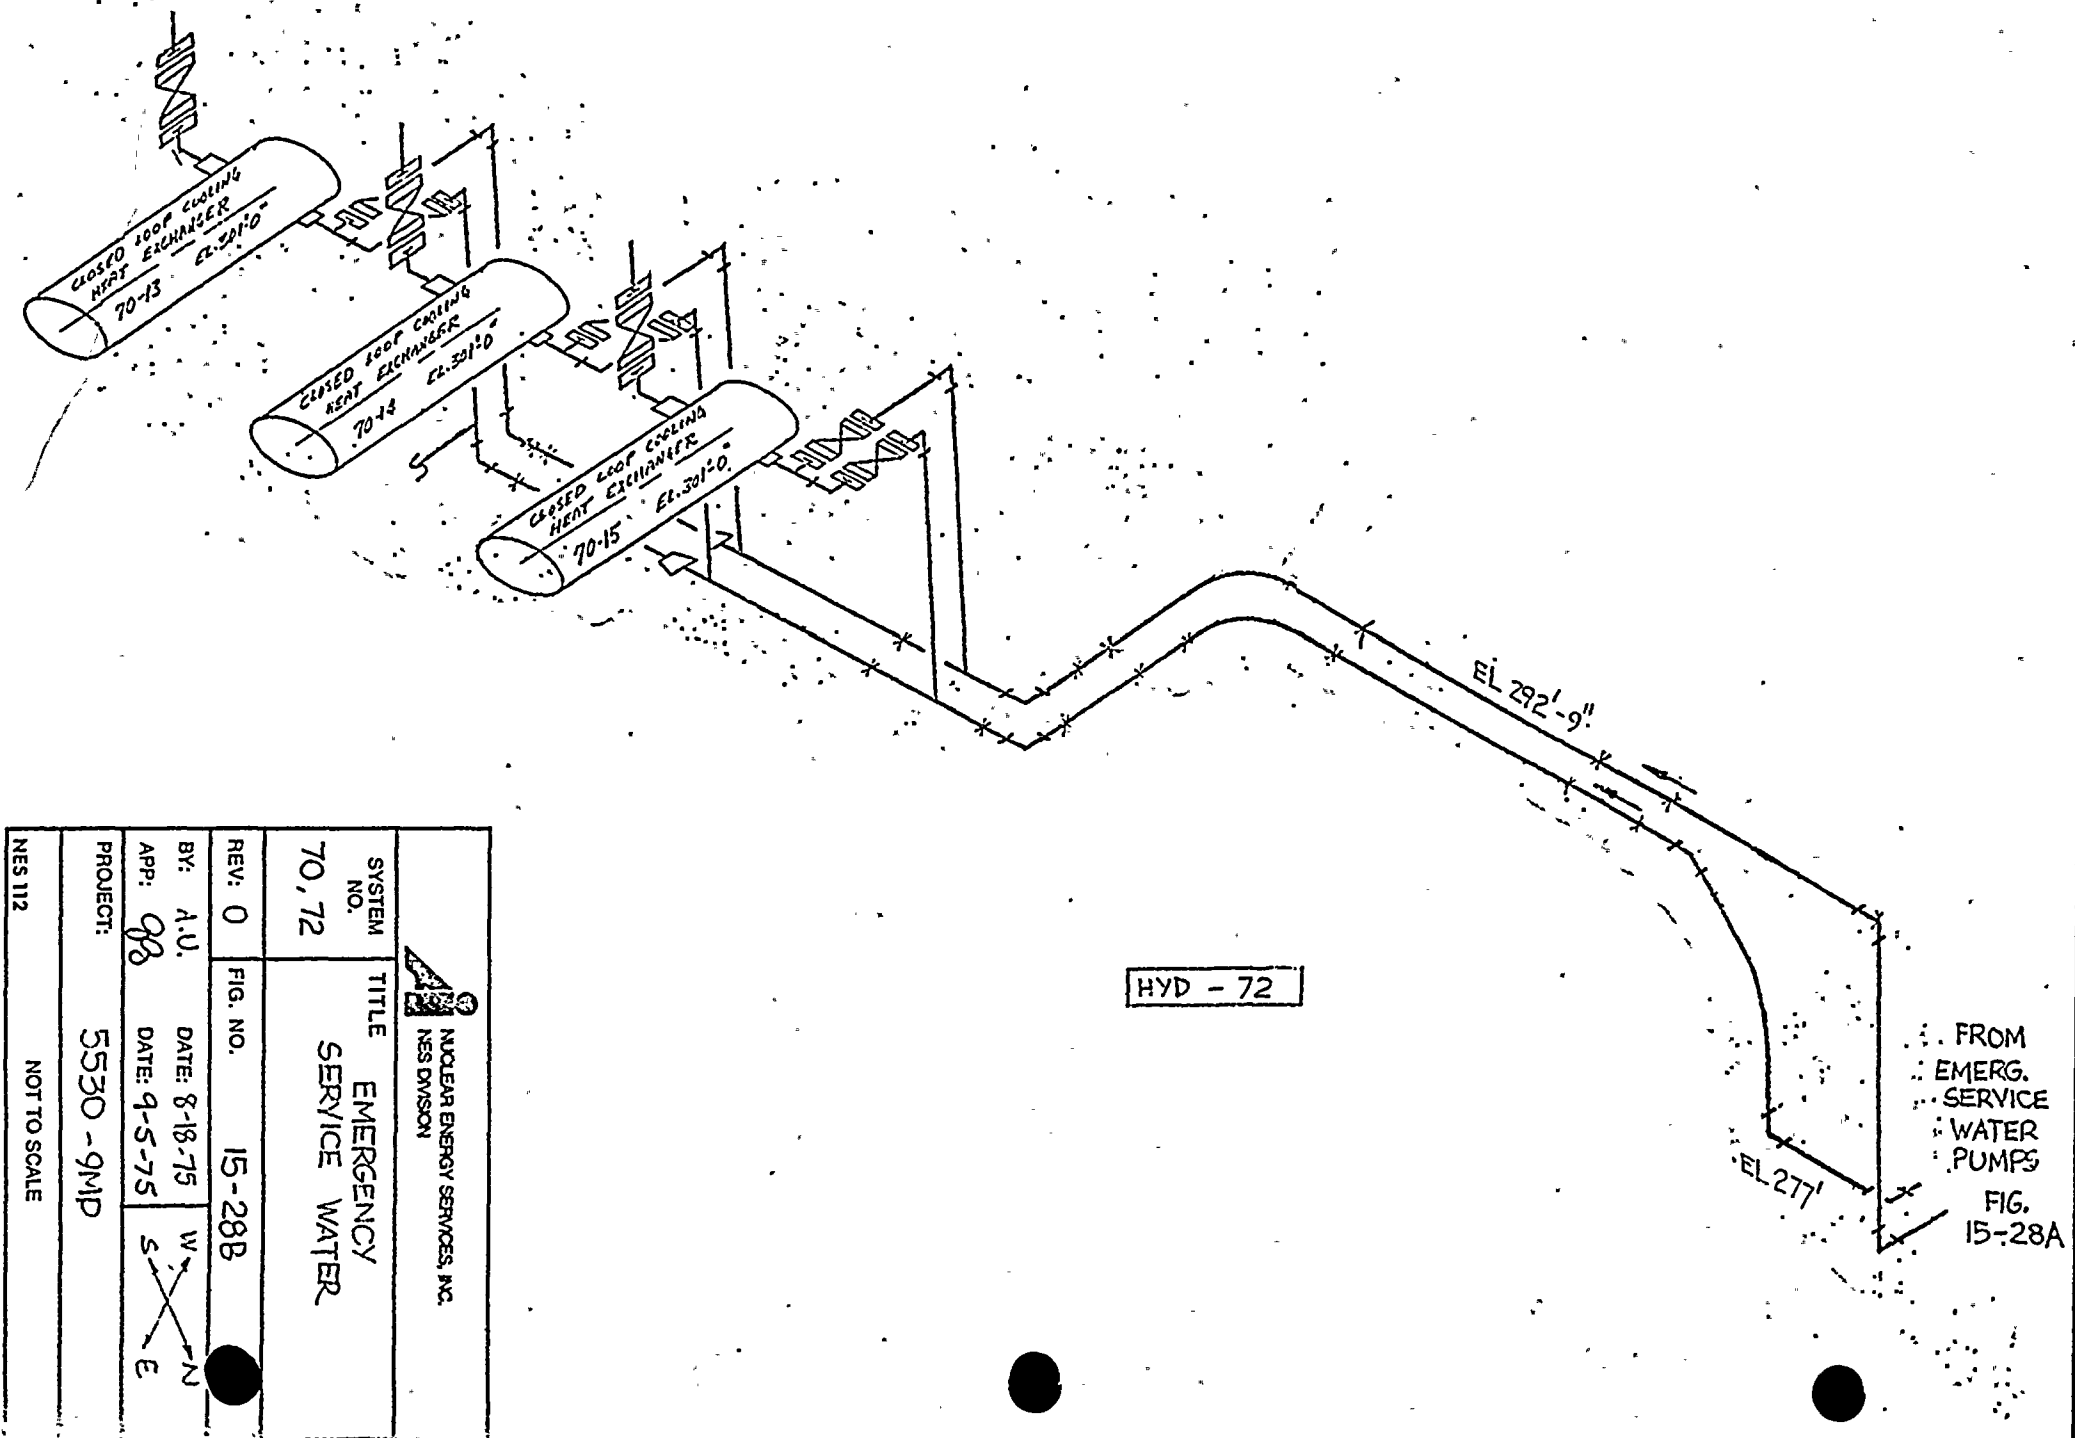 CLOSED LOOP COOLING
HEAT EXCHANGER
70-13 EL.301'-0"
CLOSED LOOP COOLING
HEAT EXCHANGER
70-14 EL.301'-0"
CLOSED LOOP COOLING
HEAT EXCHANGER
70-15 EL.301'-0"
EL 292'-9"
HYD - 72
FROM
EMERG.
SERVICE
WATER
PUMPS
FIG.
15-28A
EL 277'
NUCLEAR ENERGY SERVICES, INC.
NES DIVISION
SYSTEM
NO.
70, 72
TITLE
EMERGENCY
SERVICE WATER
REV: 0
FIG. NO. 15-28B
BY: A.U. DATE: 8-18-75
APP: DATE: 9-5-75
W N
S E
PROJECT: 5530-9MP
NES 112 NOT TO SCALE